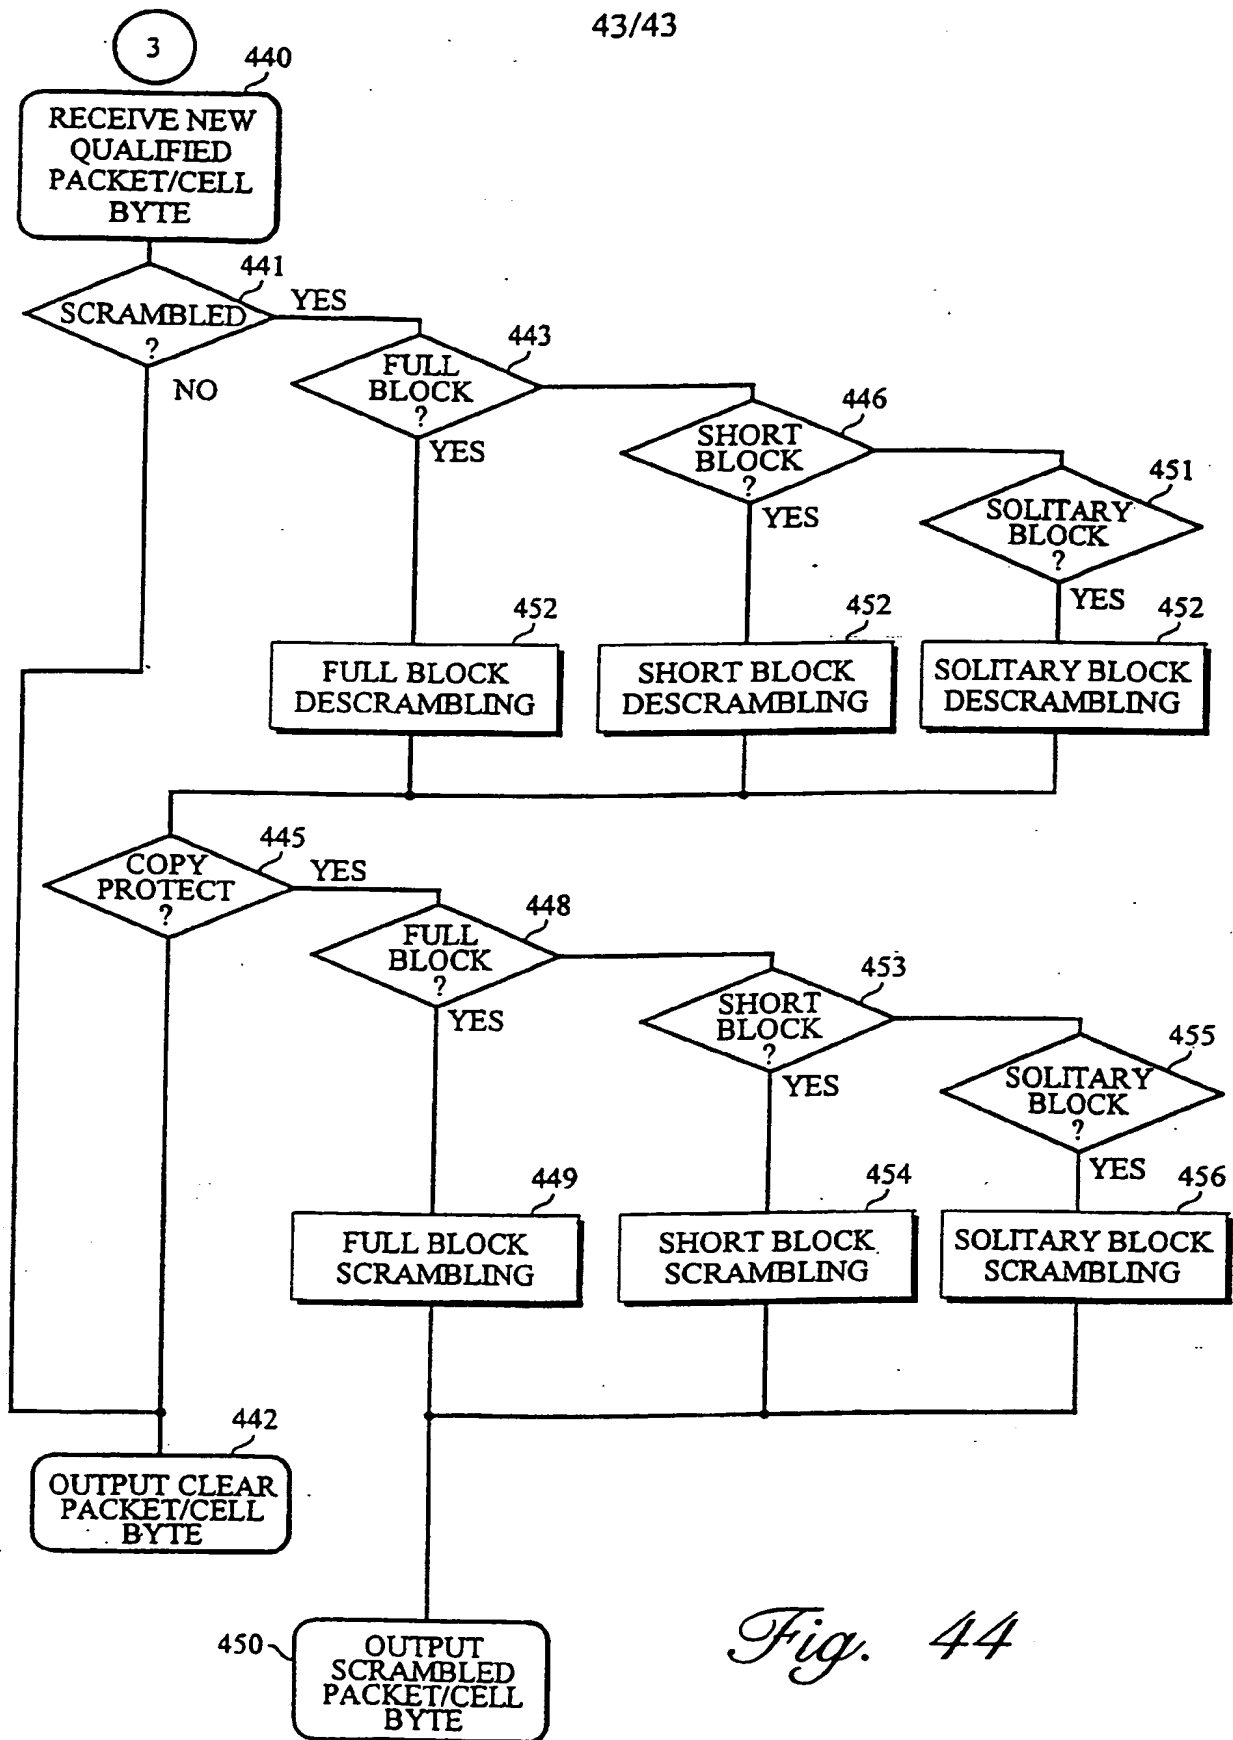 43/43
3
440
RECEIVE NEW
QUALIFIED
PACKET/CELL
BYTE
441
SCRAMBLED
?
YES
NO
443
FULL
BLOCK
?
YES
446
SHORT
BLOCK
?
YES
451
SOLITARY
BLOCK
?
YES
452
FULL BLOCK
DESCRAMBLING
452
SHORT BLOCK
DESCRAMBLING
452
SOLITARY BLOCK
DESCRAMBLING
445
COPY
PROTECT
?
YES
448
FULL
BLOCK
?
YES
453
SHORT
BLOCK
?
YES
455
SOLITARY
BLOCK
?
YES
449
FULL BLOCK
SCRAMBLING
454
SHORT BLOCK
SCRAMBLING
456
SOLITARY BLOCK
SCRAMBLING
442
OUTPUT CLEAR
PACKET/CELL
BYTE
450
OUTPUT
SCRAMBLED
PACKET/CELL
BYTE
Fig. 44